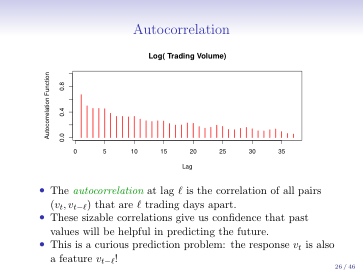 Autocorrelation
Log( Trading Volume)
Autocorrelation Function
0.0 0.4 0.8
0 5 10 15 20 25 30 35
Lag
• The autocorrelation at lag ℓ is the correlation of all pairs
(vₜ, vₜ₋ℓ) that are ℓ trading days apart.
• These sizable correlations give us confidence that past
values will be helpful in predicting the future.
• This is a curious prediction problem: the response vₜ is also
a feature vₜ₋ℓ!
26 / 46